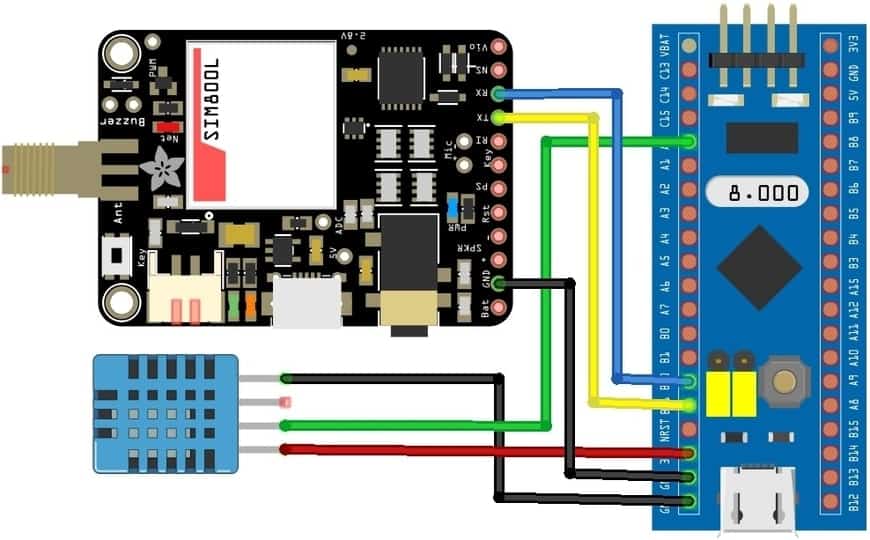 2.8V
PWM
Buzzer
Net
Ant
Key
SIM800L
ADC
5V
Mic
+
-
PWR
SPKR
Vio
NS
RX
TX
RI
Key
PS
Rst
-
+
GND
Bat
VBAT
C13
C14
C15
A1
A2
A3
A4
A5
A6
A7
B0
B1
NRST
8.000
3V3
GND
5V
B9
B8
B7
B6
B5
B4
B3
A15
A12
A11
A10
A9
A8
B15
B14
B13
B12